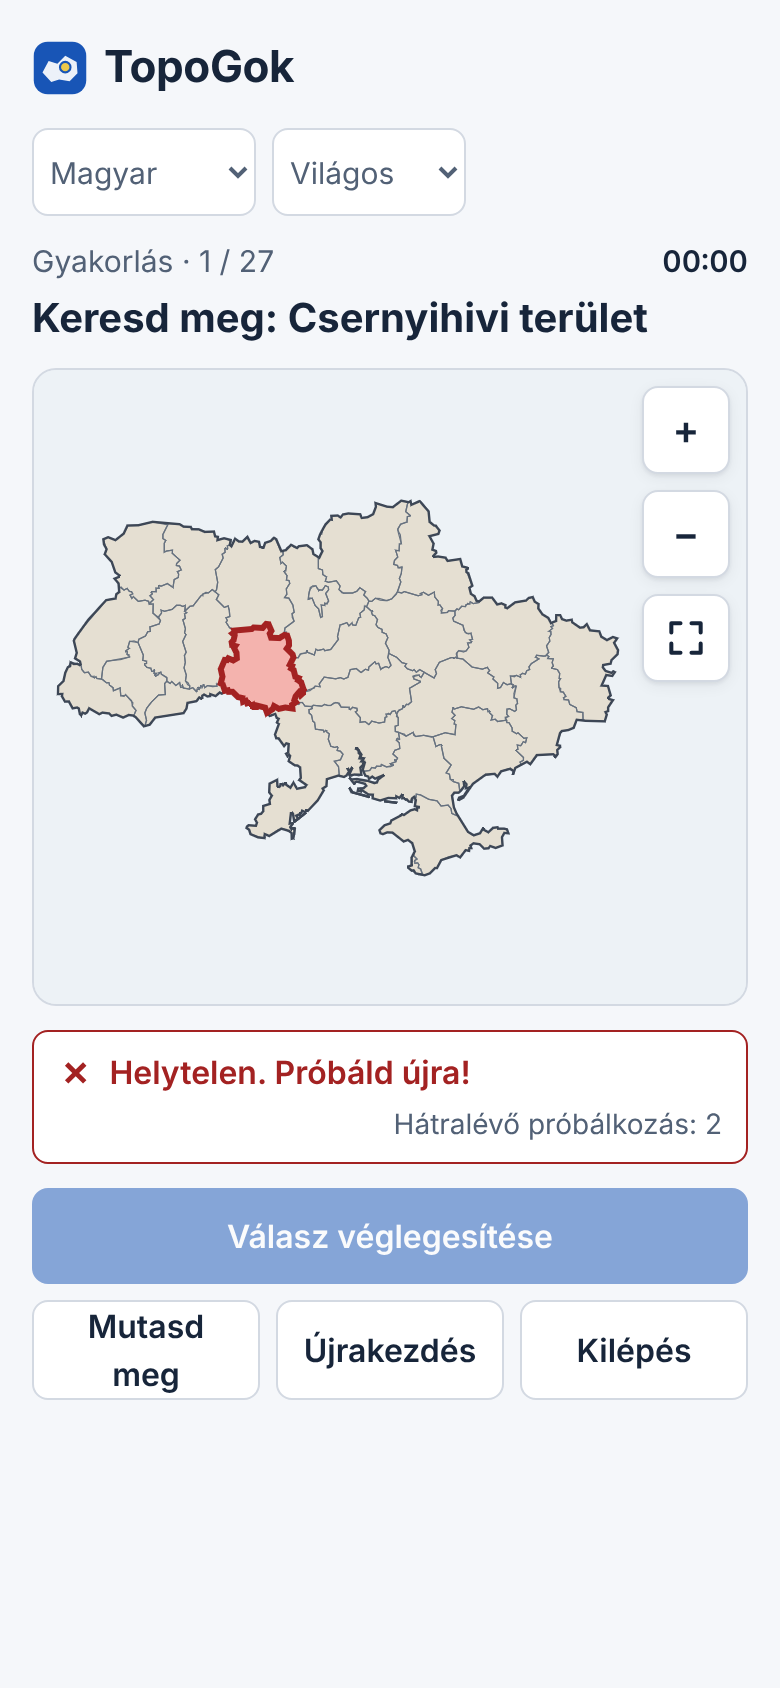 TopoGok
Magyar
Világos
Gyakorlás · 1 / 27
00:00
Keresd meg: Csernyihivi terület
+
−
✕ Helytelen. Próbáld újra!
Hátralévő próbálkozás: 2
Válasz véglegesítése
Mutasd
meg
Újrakezdés
Kilépés